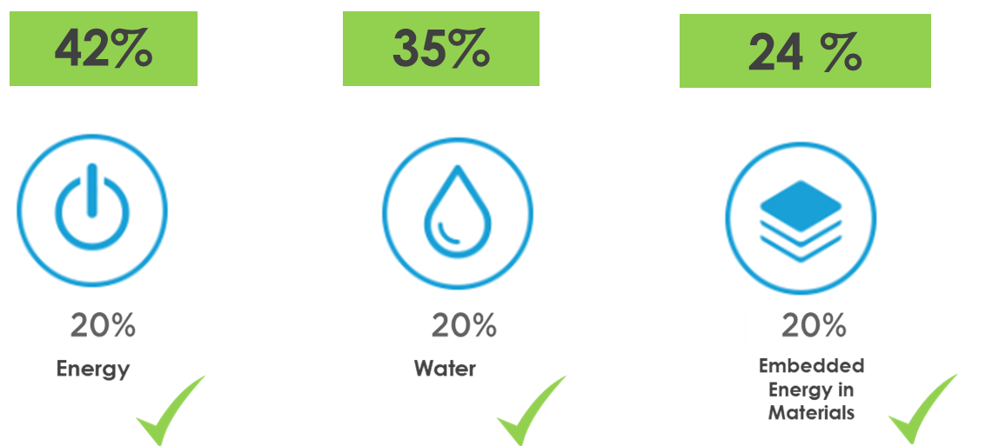 42%
35%
24 %
20%
20%
20%
Energy
Water
Embedded
Energy in
Materials